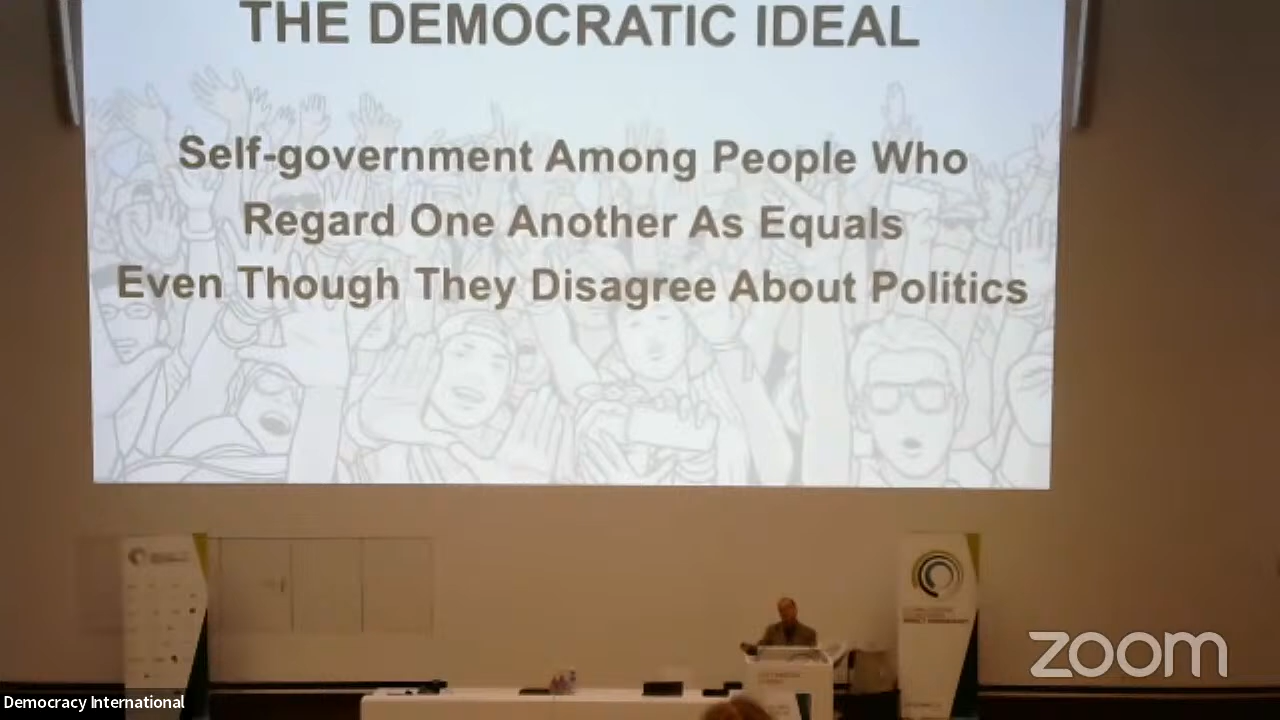 THE DEMOCRATIC IDEAL
Self-government Among People Who
Regard One Another As Equals
Even Though They Disagree About Politics
zoom
Democracy International